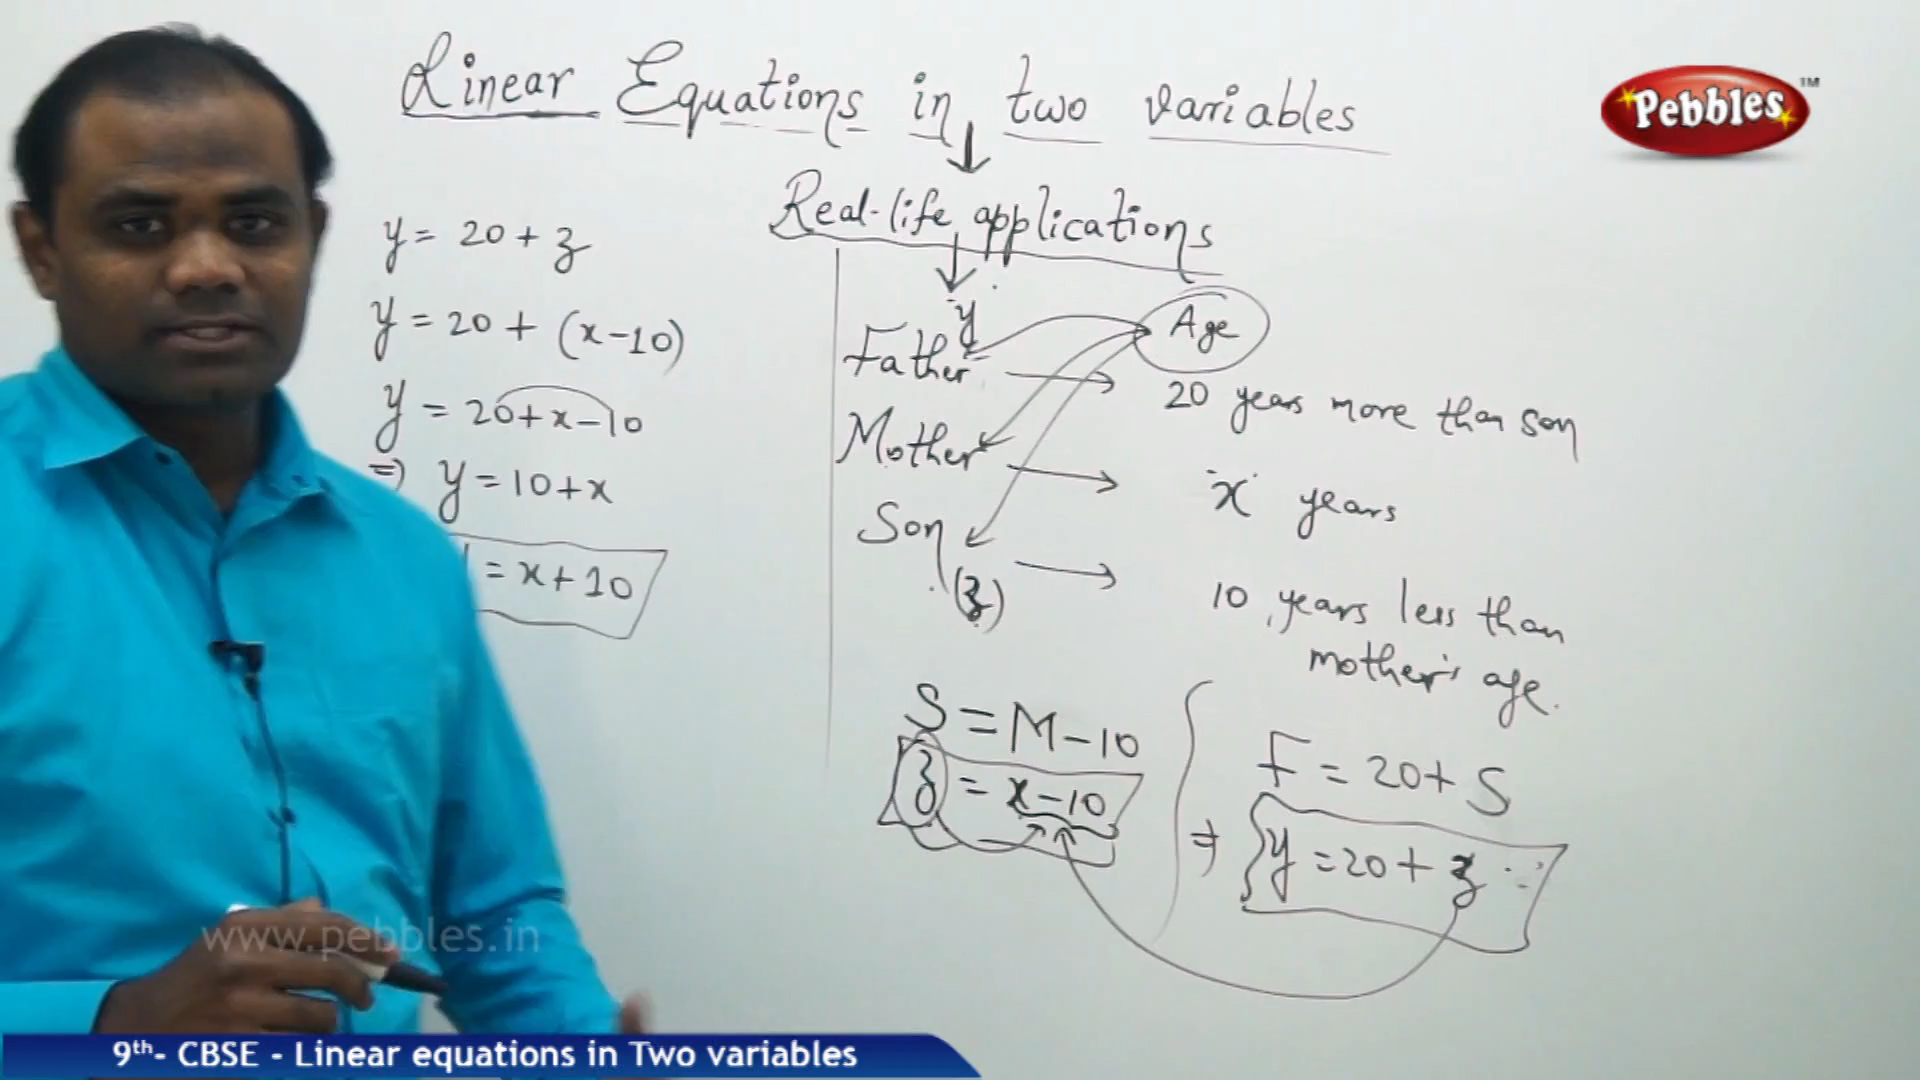 Linear Equations in two variables
Pebbles TM
Real-life applications
y = 20 + z
y = 20 + (x-10)
y = 20+x-10
=) y = 10+x
= x+10
y
Age
Father
20 years more than son
Mother
"x" years
Son
(z)
10 years less than
mother's age.
S = M-10
z = x-10
F = 20+ S
⇒ y = 20 + z
www.pebbles.in
9th- CBSE - Linear equations in Two variables